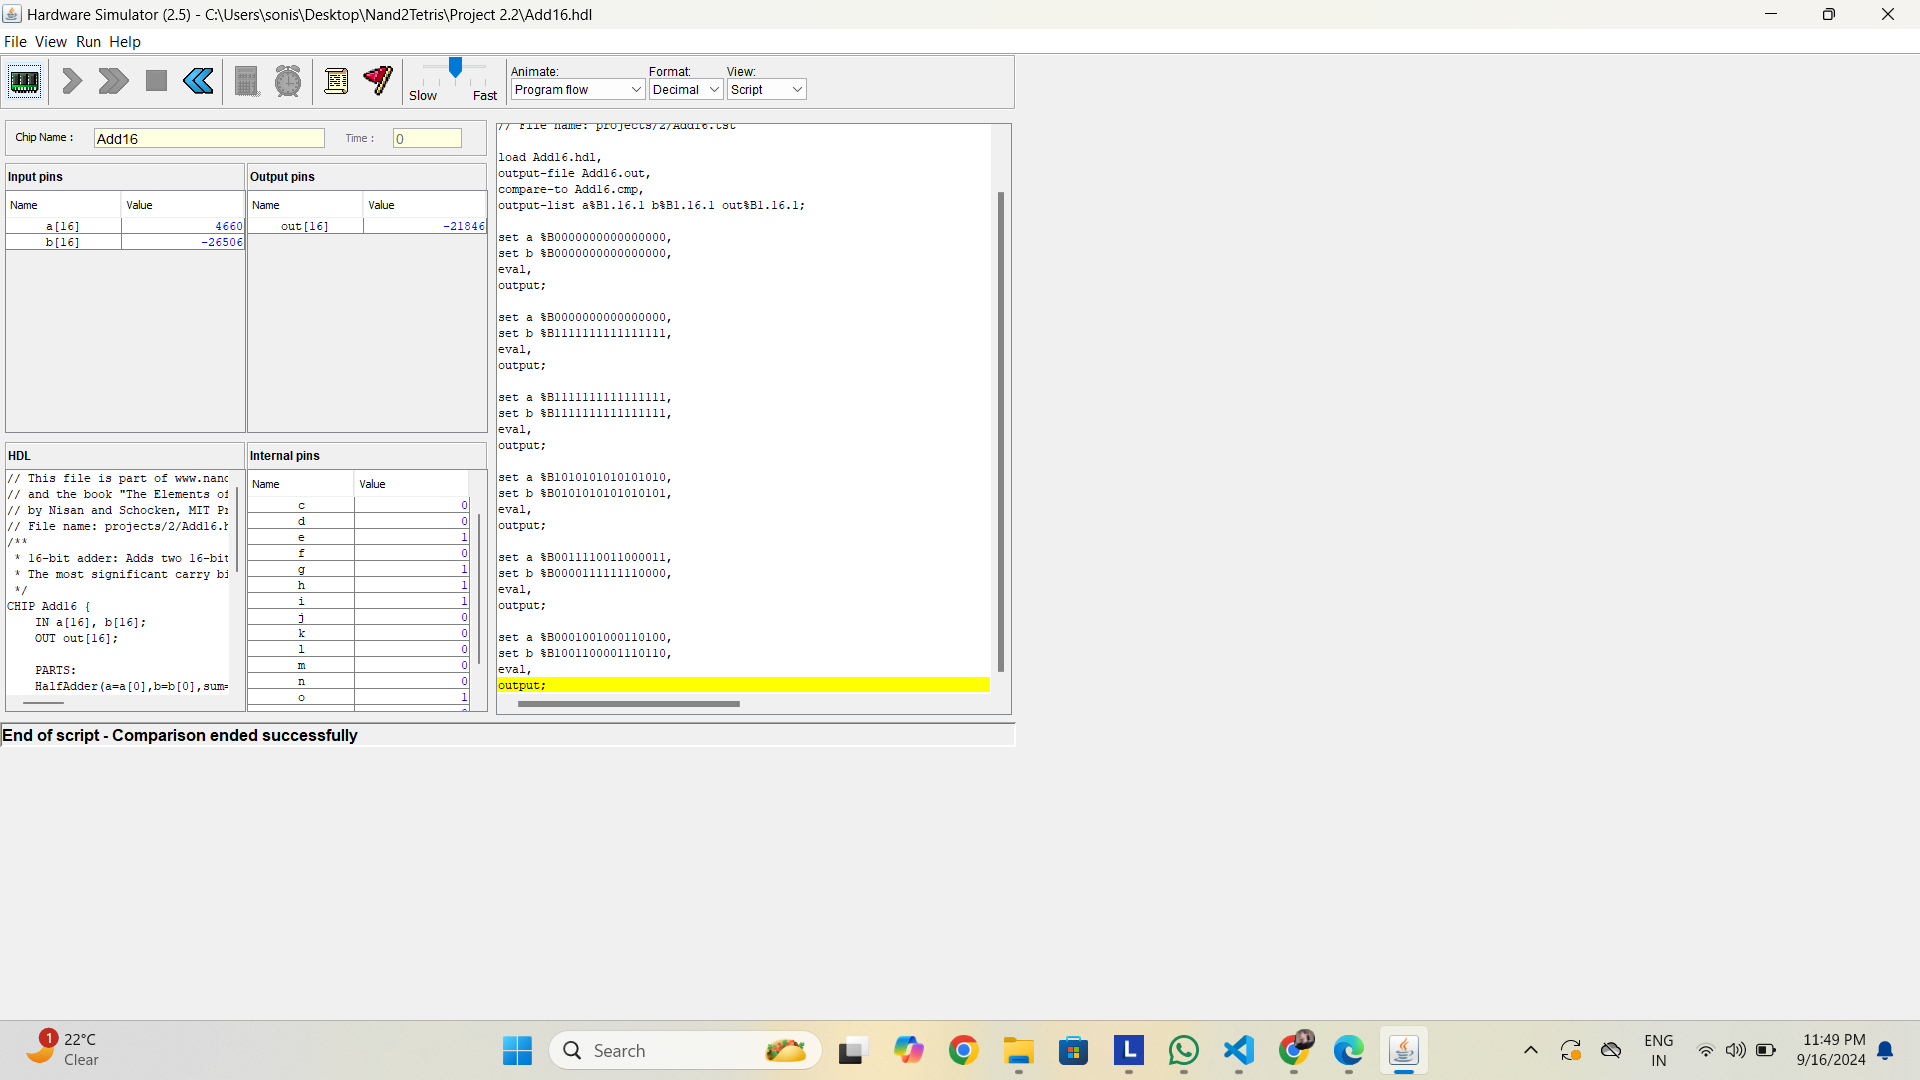 Hardware Simulator (2.5) - C:\Users\sonis\Desktop\Nand2Tetris\Project 2.2\Add16.hdl
File View Run Help
Slow Fast
Animate: Format: View:
Program flow Decimal Script
Chip Name : Add16 Time : 0
Input pins
Name Value
a[16] 4660
b[16] -26506
Output pins
Name Value
out[16] -21846
HDL
// This file is part of www.nand
// and the book "The Elements of
// by Nisan and Schocken, MIT Pr
// File name: projects/2/Add16.h
/**
* 16-bit adder: Adds two 16-bit
* The most significant carry bi
*/
CHIP Add16 {
IN a[16], b[16];
OUT out[16];
PARTS:
HalfAdder(a=a[0],b=b[0],sum=
Internal pins
Name Value
c 0
d 0
e 1
f 0
g 1
h 1
i 1
j 0
k 0
l 0
m 0
n 0
o 1
// File name: projects/2/Add16.tst
load Add16.hdl,
output-file Add16.out,
compare-to Add16.cmp,
output-list a%B1.16.1 b%B1.16.1 out%B1.16.1;
set a %B0000000000000000,
set b %B0000000000000000,
eval,
output;
set a %B0000000000000000,
set b %B1111111111111111,
eval,
output;
set a %B1111111111111111,
set b %B1111111111111111,
eval,
output;
set a %B1010101010101010,
set b %B0101010101010101,
eval,
output;
set a %B0011110011000011,
set b %B0000111111110000,
eval,
output;
set a %B0001001000110100,
set b %B1001100001110110,
eval,
output;
End of script - Comparison ended successfully
1
22°C
Clear
Search
L
ENG
IN
11:49 PM
9/16/2024